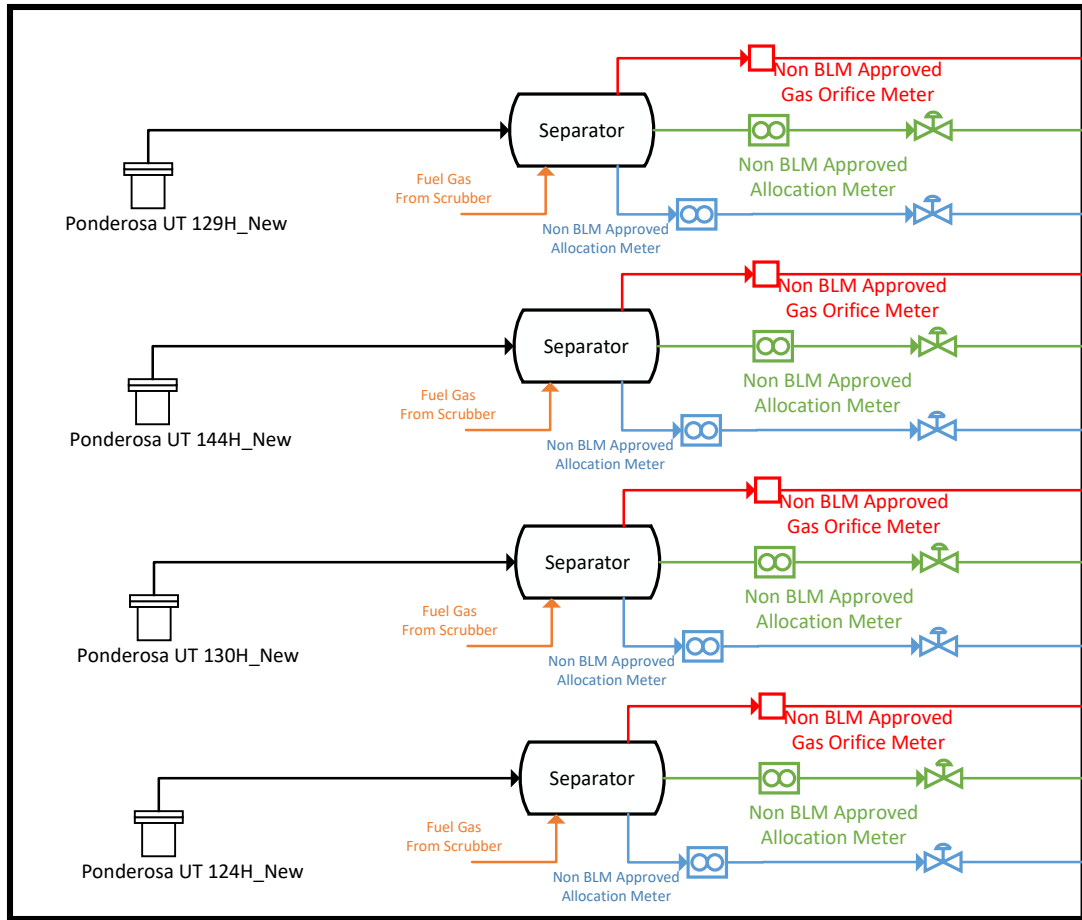 Non BLM Approved
Gas Orifice Meter
Separator
Non BLM Approved
Allocation Meter
Fuel Gas
From Scrubber
Ponderosa UT 129H_New
Non BLM Approved
Allocation Meter
Non BLM Approved
Gas Orifice Meter
Separator
Non BLM Approved
Allocation Meter
Fuel Gas
From Scrubber
Ponderosa UT 144H_New
Non BLM Approved
Allocation Meter
Non BLM Approved
Gas Orifice Meter
Separator
Non BLM Approved
Allocation Meter
Fuel Gas
From Scrubber
Ponderosa UT 130H_New
Non BLM Approved
Allocation Meter
Non BLM Approved
Gas Orifice Meter
Separator
Non BLM Approved
Allocation Meter
Fuel Gas
From Scrubber
Ponderosa UT 124H_New
Non BLM Approved
Allocation Meter